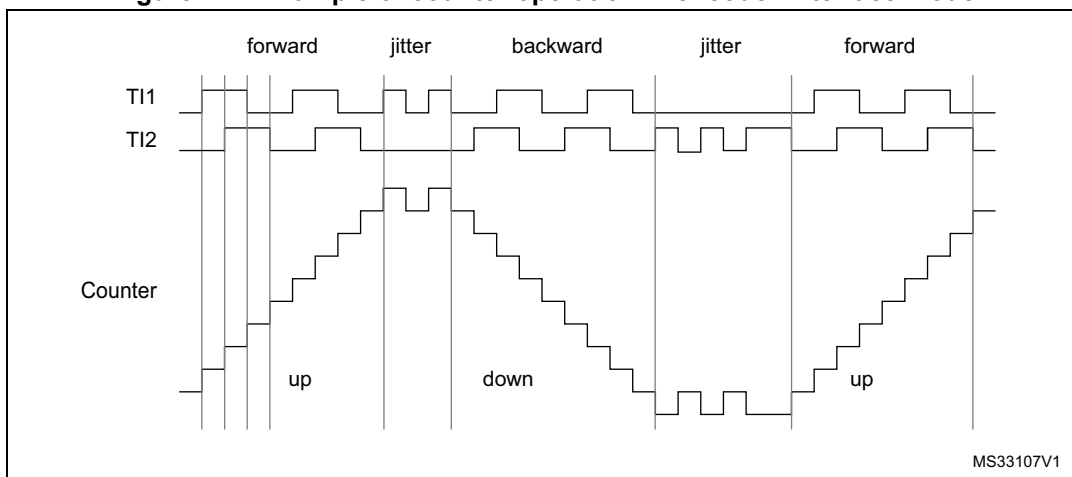 forward jitter backward jitter forward
TI1
TI2
Counter
up down up
MS33107V1